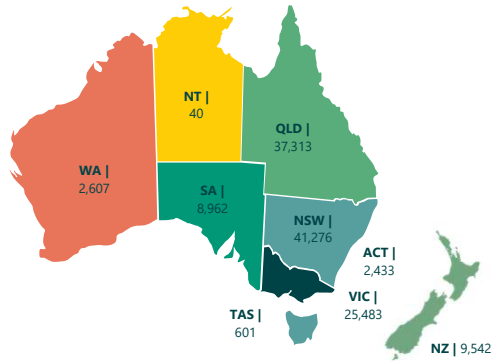 NT |
40
QLD |
37,313
WA |
2,607
SA |
8,962
NSW |
41,276
ACT |
2,433
VIC |
25,483
TAS |
601
NZ | 9,542